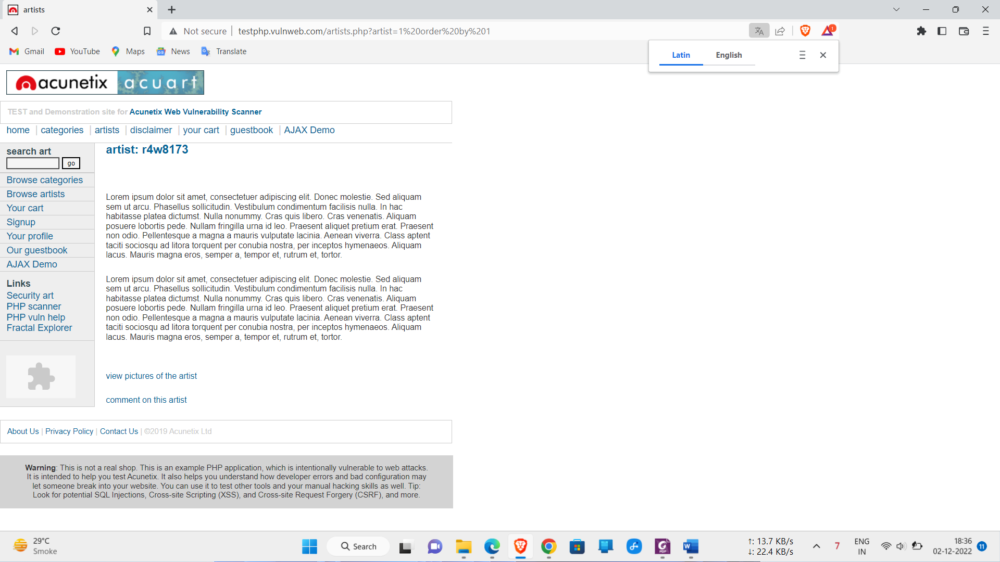 artists
Not secure
testphp.vulnweb.com/artists.php?artist=1%20order%20by%201
1
Gmail
YouTube
Maps
News
Translate
Latin
English
acunetix acuart
TEST and Demonstration site for Acunetix Web Vulnerability Scanner
home | categories | artists | disclaimer | your cart | guestbook | AJAX Demo
search art
go
Browse categories
Browse artists
Your cart
Signup
Your profile
Our guestbook
AJAX Demo
Links
Security art
PHP scanner
PHP vuln help
Fractal Explorer
artist: r4w8173
Lorem ipsum dolor sit amet, consectetuer adipiscing elit. Donec molestie. Sed aliquam
sem ut arcu. Phasellus sollicitudin. Vestibulum condimentum facilisis nulla. In hac
habitasse platea dictumst. Nulla nonummy. Cras quis libero. Cras venenatis. Aliquam
posuere lobortis pede. Nullam fringilla urna id leo. Praesent aliquet pretium erat. Praesent
non odio. Pellentesque a magna a mauris vulputate lacinia. Aenean viverra. Class aptent
taciti sociosqu ad litora torquent per conubia nostra, per inceptos hymenaeos. Aliquam
lacus. Mauris magna eros, semper a, tempor et, rutrum et, tortor.
Lorem ipsum dolor sit amet, consectetuer adipiscing elit. Donec molestie. Sed aliquam
sem ut arcu. Phasellus sollicitudin. Vestibulum condimentum facilisis nulla. In hac
habitasse platea dictumst. Nulla nonummy. Cras quis libero. Cras venenatis. Aliquam
posuere lobortis pede. Nullam fringilla urna id leo. Praesent aliquet pretium erat. Praesent
non odio. Pellentesque a magna a mauris vulputate lacinia. Aenean viverra. Class aptent
taciti sociosqu ad litora torquent per conubia nostra, per inceptos hymenaeos. Aliquam
lacus. Mauris magna eros, semper a, tempor et, rutrum et, tortor.
view pictures of the artist
comment on this artist
About Us | Privacy Policy | Contact Us | ©2019 Acunetix Ltd
Warning: This is not a real shop. This is an example PHP application, which is intentionally vulnerable to web attacks.
It is intended to help you test Acunetix. It also helps you understand how developer errors and bad configuration may
let someone break into your website. You can use it to test other tools and your manual hacking skills as well. Tip:
Look for potential SQL Injections, Cross-site Scripting (XSS), and Cross-site Request Forgery (CSRF), and more.
29°C
Smoke
Search
↑: 13.7 KB/s
↓: 22.4 KB/s
7
ENG
IN
18:36
02-12-2022
11